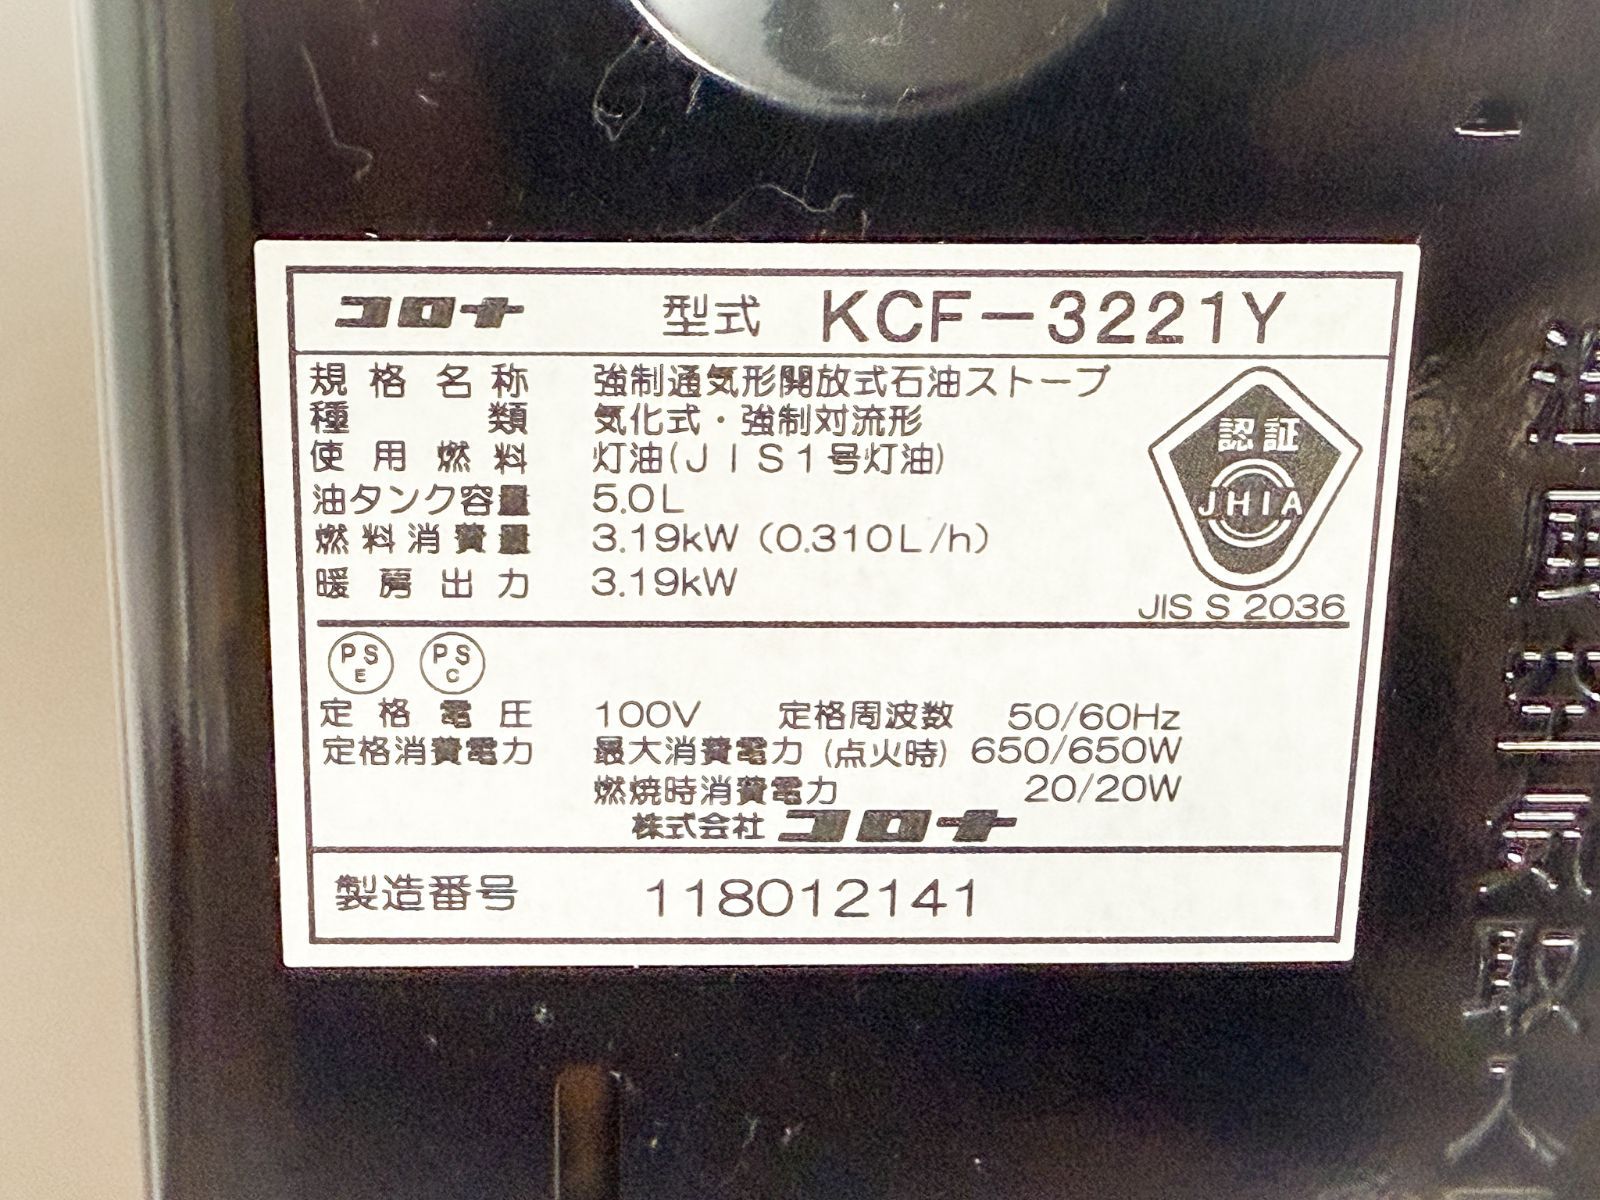 コロナ 型式 KCF-3221Y
規格名称 強制通気形開放式石油ストーブ
種類 気化式・強制対流形
使用燃料 灯油(JIS1号灯油)
油タンク容量 5.0L
燃料消費量 3.19kW (0.310L/h)
暖房出力 3.19kW
認証
JHIA
JIS S 2036
PSE PSC
定格電圧 100V 定格周波数 50/60Hz
定格消費電力 最大消費電力(点火時) 650/650W
燃焼時消費電力 20/20W
株式会社 コロナ
製造番号 118012141